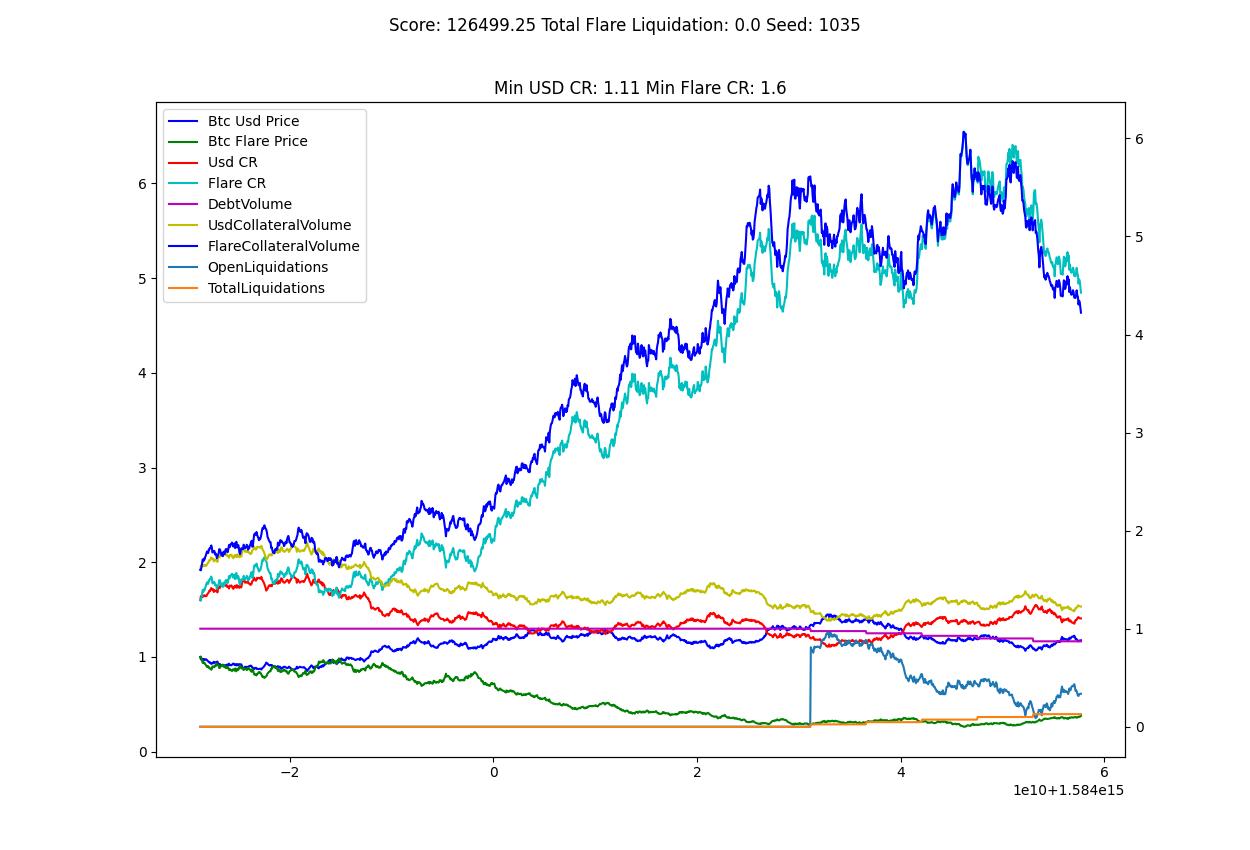 Score: 126499.25 Total Flare Liquidation: 0.0 Seed: 1035
Min USD CR: 1.11 Min Flare CR: 1.6
Btc Usd Price
Btc Flare Price
Usd CR
Flare CR
DebtVolume
UsdCollateralVolume
FlareCollateralVolume
OpenLiquidations
TotalLiquidations
6
5
4
3
2
1
0
6
5
4
3
2
1
0
−2
0
2
4
6
1e10+1.584e15